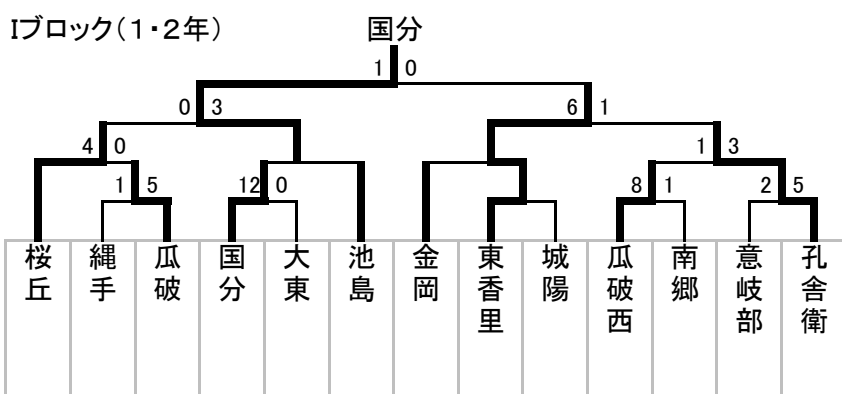 Iブロック(1・2年)
国分
1 0
0 3
6 1
4 0
1 3
1 5
12 0
8 1
2 5
桜丘
縄手
瓜破
国分
大東
池島
金岡
東香里
城陽
瓜破西
南郷
意岐部
孔舎衛